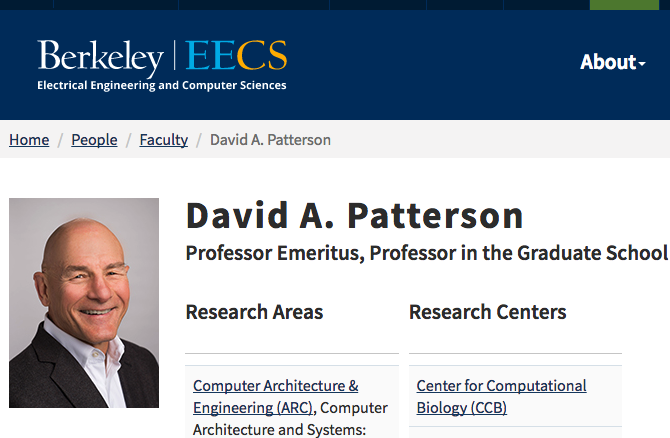 Berkeley EECS
Electrical Engineering and Computer Sciences
About
Home / People / Faculty / David A. Patterson
David A. Patterson
Professor Emeritus, Professor in the Graduate School
Research Areas
Computer Architecture &
Engineering (ARC), Computer
Architecture and Systems:
Research Centers
Center for Computational
Biology (CCB)